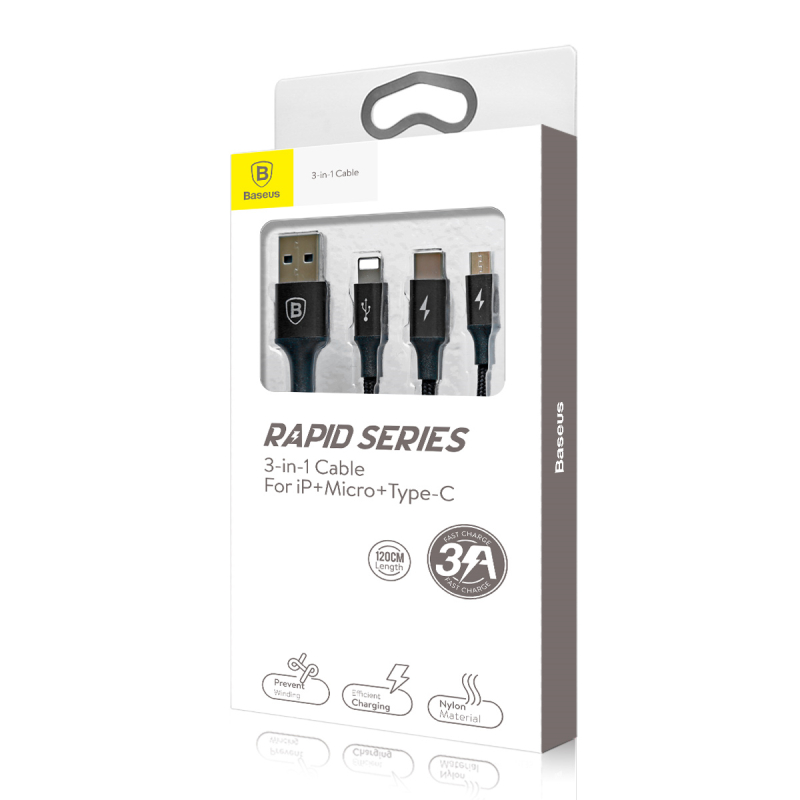 B
Baseus
3-in-1 Cable
B
RAPID SERIES
3-in-1 Cable
For iP+Micro+Type-C
120CM
Length
FAST CHARGE
3A
FAST CHARGE
Prevent
Winding
Efficient
Charging
Nylon
Material
Baseus